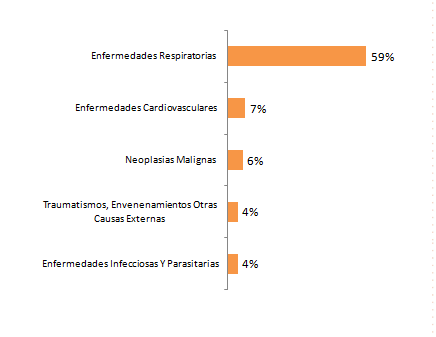 Enfermedades Respiratorias
59%
Enfermedades Cardiovasculares
7%
Neoplasias Malignas
6%
Traumatismos, Envenenamientos Otras
Causas Externas
4%
Enfermedades Infecciosas Y Parasitarias
4%